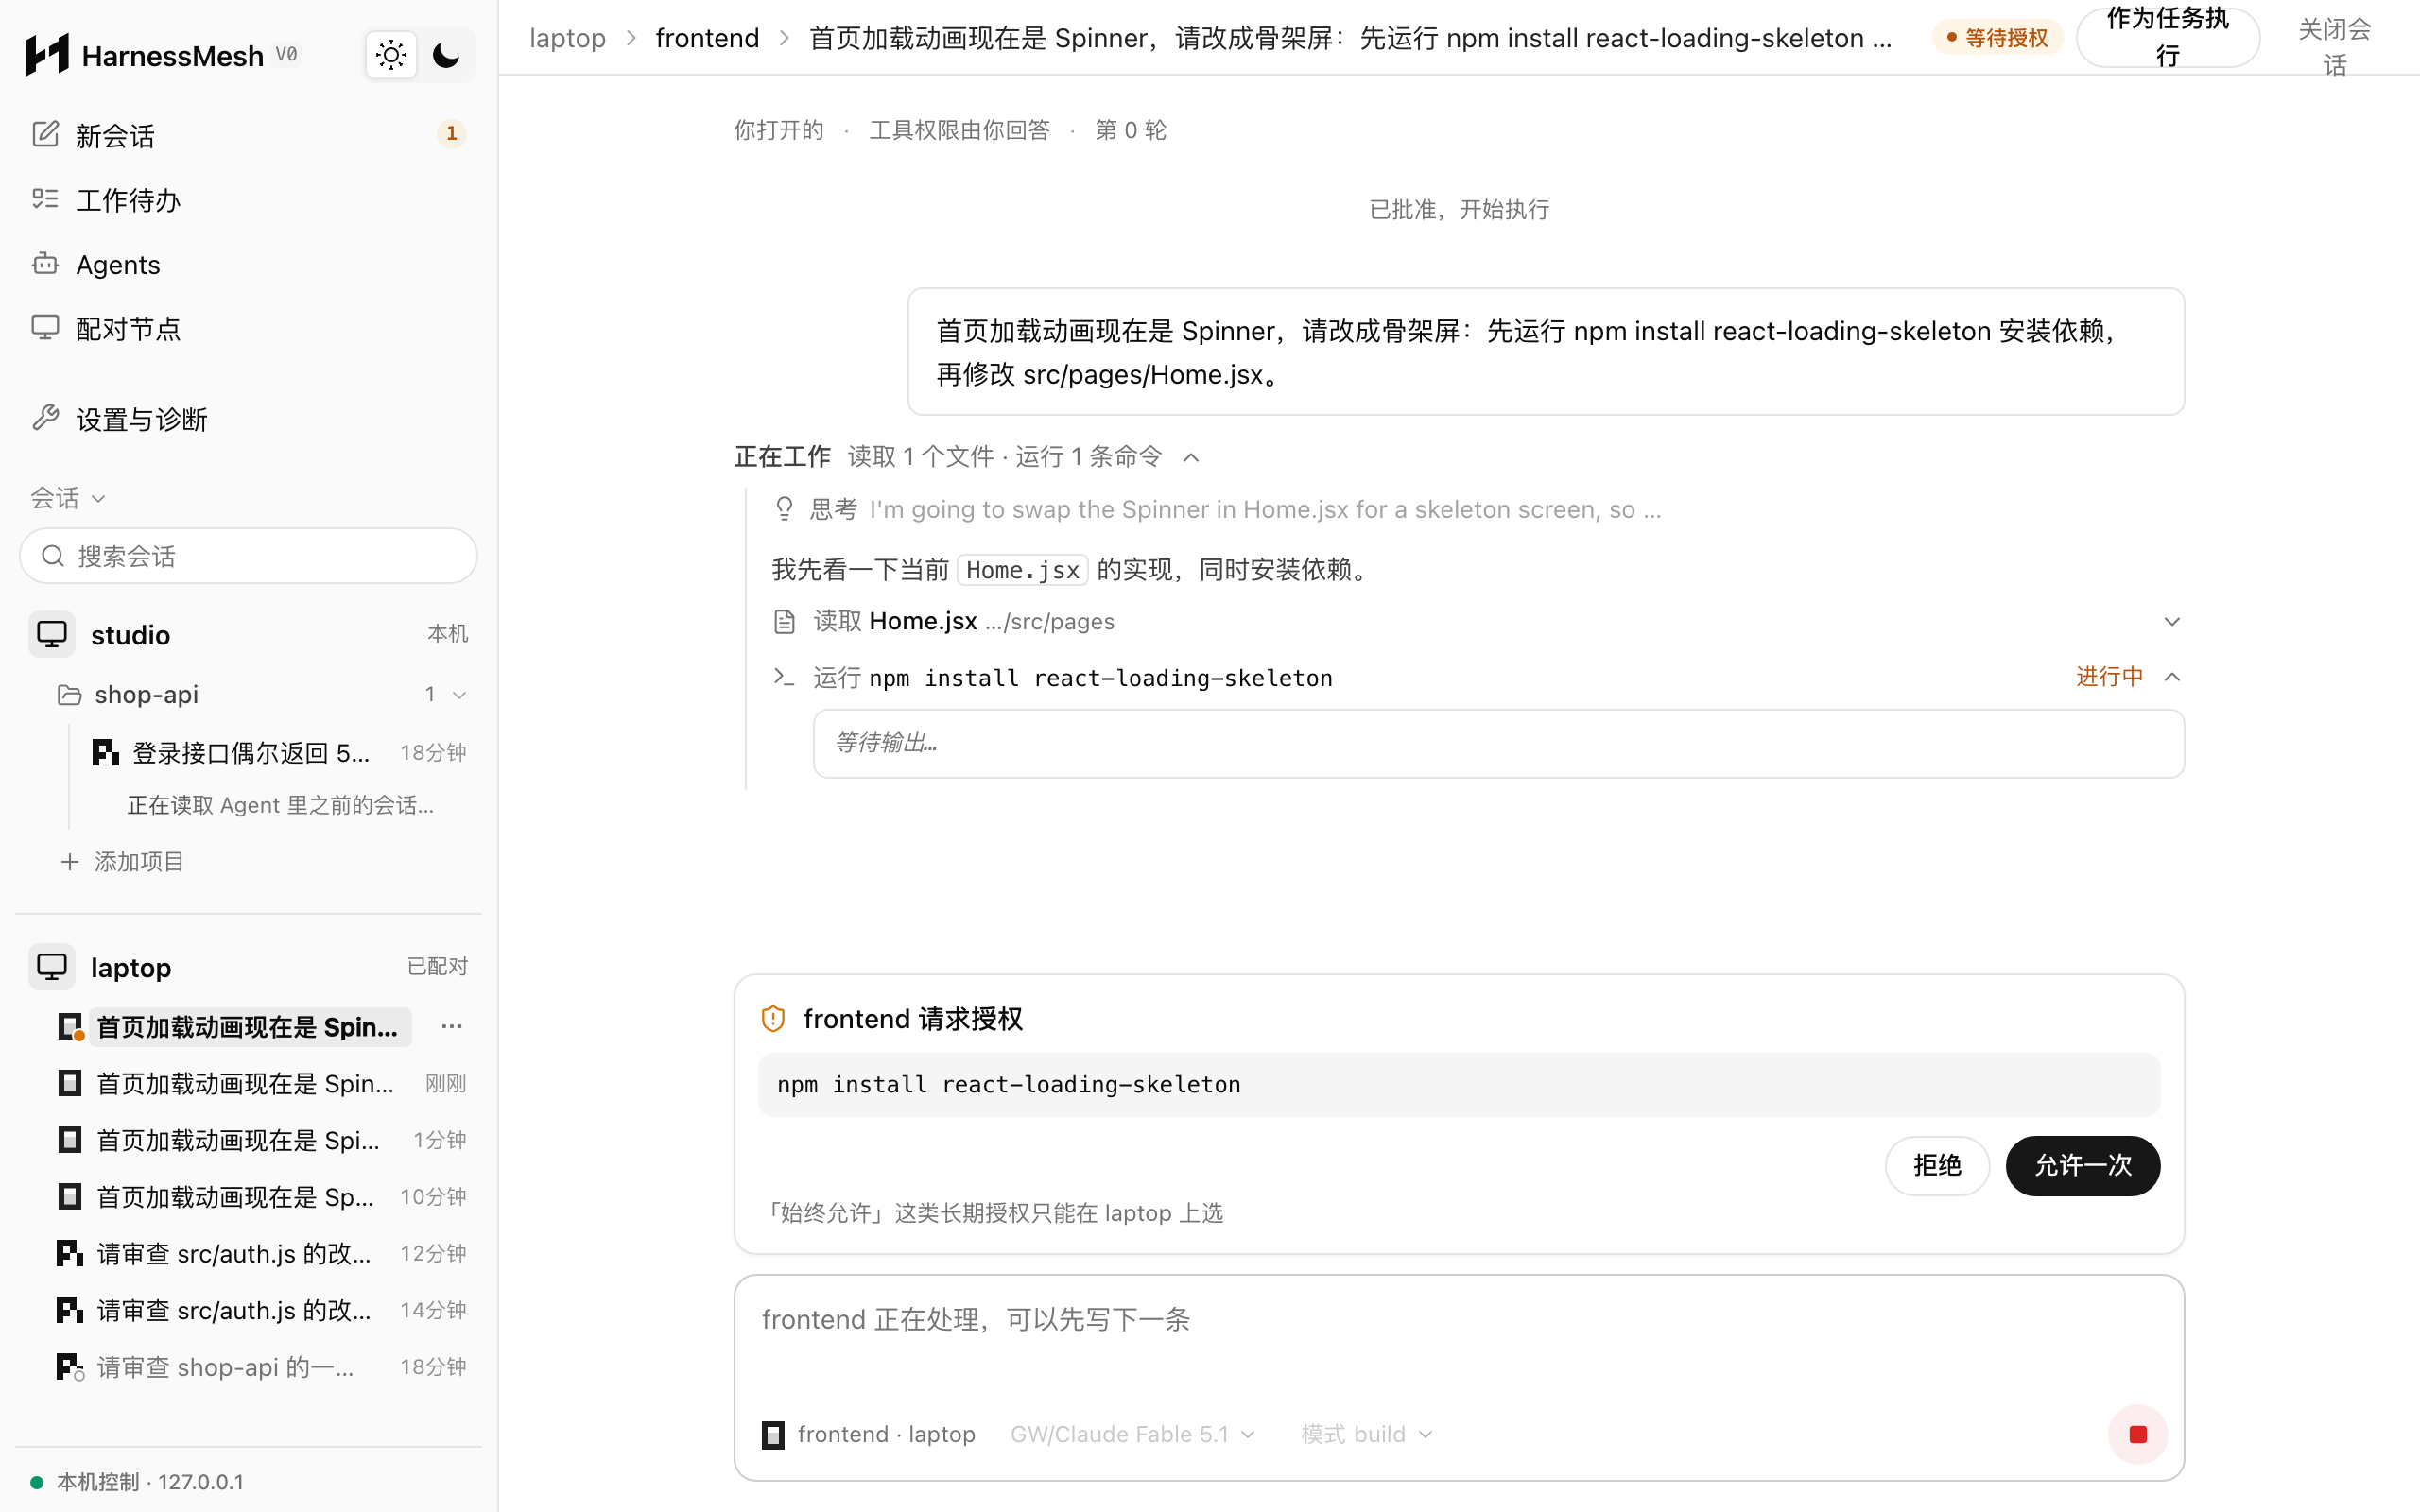 HarnessMesh V0
新会话 1
工作待办
Agents
配对节点
设置与诊断
会话
搜索会话
studio 本机
shop-api 1
登录接口偶尔返回 5... 18分钟
正在读取 Agent 里之前的会话...
添加项目
laptop 已配对
首页加载动画现在是 Spin... ···
首页加载动画现在是 Spin... 刚刚
首页加载动画现在是 Spi... 1分钟
首页加载动画现在是 Sp... 10分钟
请审查 src/auth.js 的改... 12分钟
请审查 src/auth.js 的改... 14分钟
请审查 shop-api 的一... 18分钟
本机控制 · 127.0.0.1
laptop > frontend > 首页加载动画现在是 Spinner，请改成骨架屏：先运行 npm install react-loading-skeleton ...
等待授权
作为任务执
行
关闭会
话
你打开的 · 工具权限由你回答 · 第 0 轮
已批准，开始执行
首页加载动画现在是 Spinner，请改成骨架屏：先运行 npm install react-loading-skeleton 安装依赖，
再修改 src/pages/Home.jsx。
正在工作 读取 1 个文件 · 运行 1 条命令
思考 I'm going to swap the Spinner in Home.jsx for a skeleton screen, so ...
我先看一下当前 Home.jsx 的实现，同时安装依赖。
读取 Home.jsx .../src/pages
运行 npm install react-loading-skeleton 进行中
等待输出…
frontend 请求授权
npm install react-loading-skeleton
拒绝 允许一次
「始终允许」这类长期授权只能在 laptop 上选
frontend 正在处理，可以先写下一条
frontend · laptop GW/Claude Fable 5.1 模式 build